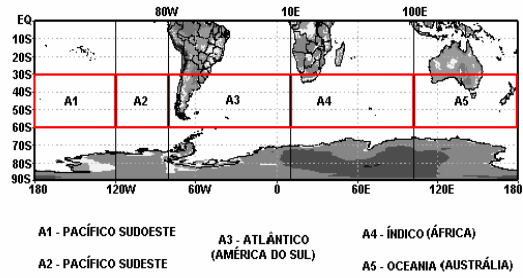 80W 10E 100E
EQ
10S
20S
30S
40S
50S
60S
70S
80S
90S
A1 A2 A3 A4 A5
180 120W 60W 0 60E 120E 180
A1 - PACÍFICO SUDOESTE
A2 - PACÍFICO SUDESTE
A3 - ATLÂNTICO
(AMÉRICA DO SUL)
A4 - ÍNDICO (ÁFRICA)
A5 - OCEANIA (AUSTRÁLIA)